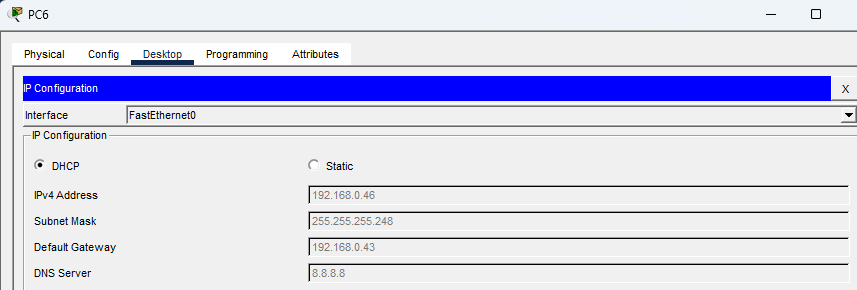 PC6
Physical Config Desktop Programming Attributes
IP Configuration X
Interface FastEthernet0
IP Configuration
DHCP Static
IPv4 Address 192.168.0.46
Subnet Mask 255.255.255.248
Default Gateway 192.168.0.43
DNS Server 8.8.8.8